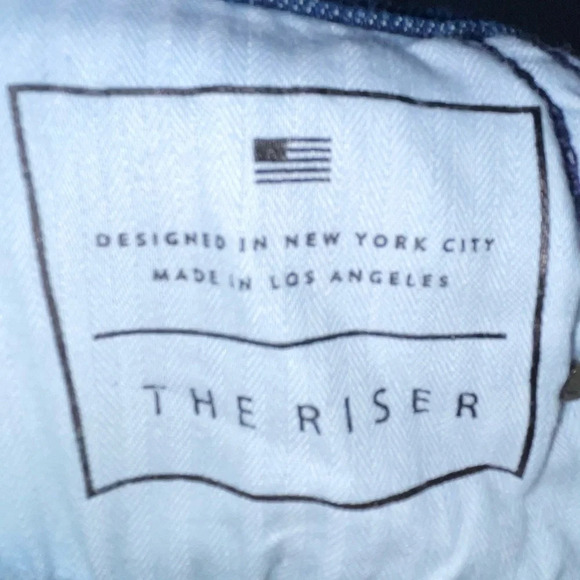 DESIGNED IN NEW YORK CITY
MADE IN LOS ANGELES
THE RISER